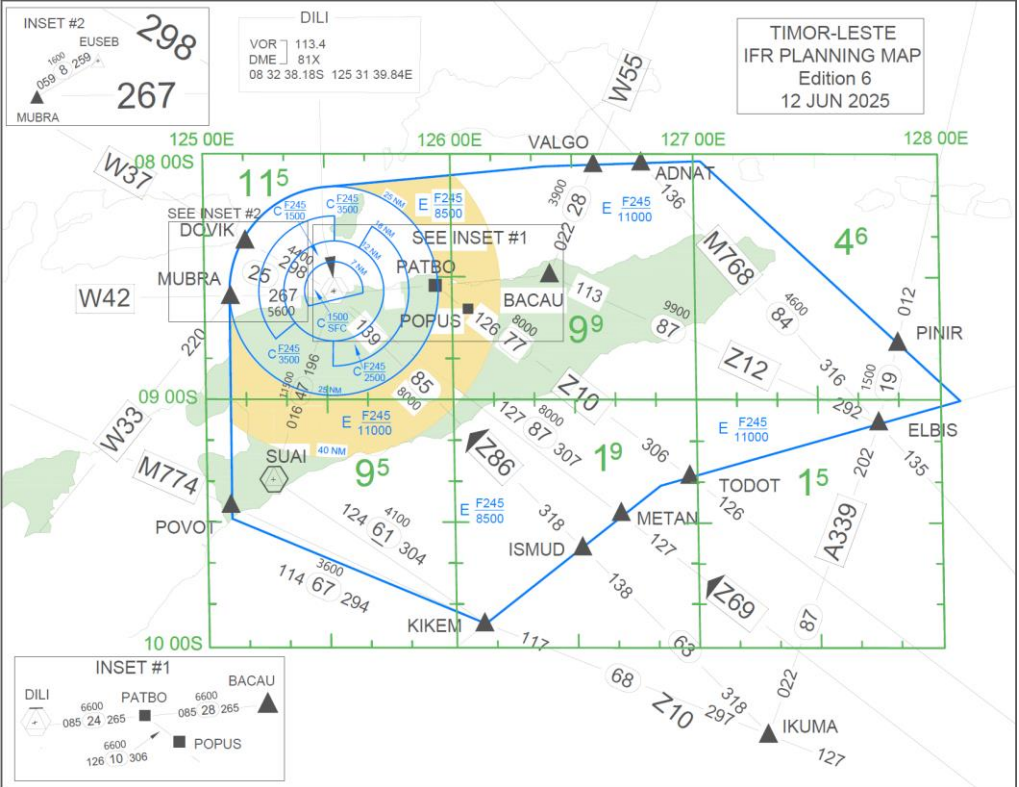 INSET #2
1600
EUSEB
059 8 259
MUBRA
298
267
DILI
VOR 113.4
DME 81X
08 32 38.18S 125 31 39.84E
TIMOR-LESTE
IFR PLANNING MAP
Edition 6
12 JUN 2025
W55
125 00E
126 00E
127 00E
128 00E
VALGO
08 00S
ADNAT
W37
11⁵
C F245
1500
C F245
3500
25 NM
E F245
8500
3900
022 28
E F245
11000
136
M768
4⁶
SEE INSET #2
DOVIK
16 NM
12 NM
SEE INSET #1
4400
298
25
7 NM
PATBO
MUBRA
267
5600
BACAU
113
012
W42
C 1500
SFC
139
POPUS
126
77
8000
9⁹
9900
87
4600
84
PINIR
220
C F245
3500
C F245
2500
196
47
016
11900
25 NM
85
8000
Z10
Z12
316
1500
19
292
09 00S
W33
E F245
11000
127 87 307
8000
306
E F245
11000
ELBIS
40 NM
SUAI
9⁵
Z86
1⁹
202
135
M774
TODOT
1⁵
POVOT
E F245
8500
318
METAN
126
4100
124 61 304
ISMUD
127
A339
3600
114 67 294
138
Z69
KIKEM
87
10 00S
117
63
68
318
022
Z10
297
IKUMA
127
INSET #1
DILI
PATBO
BACAU
6600
085 24 265
6600
085 28 265
6600
126 10 306
POPUS